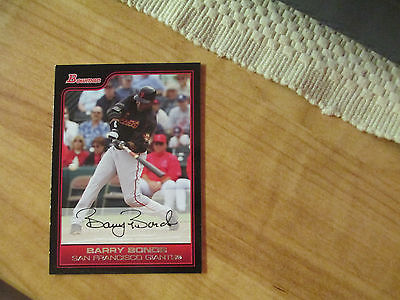 Bowman
Barry Bonds
BARRY BONDS
SAN FRANCISCO GIANTS